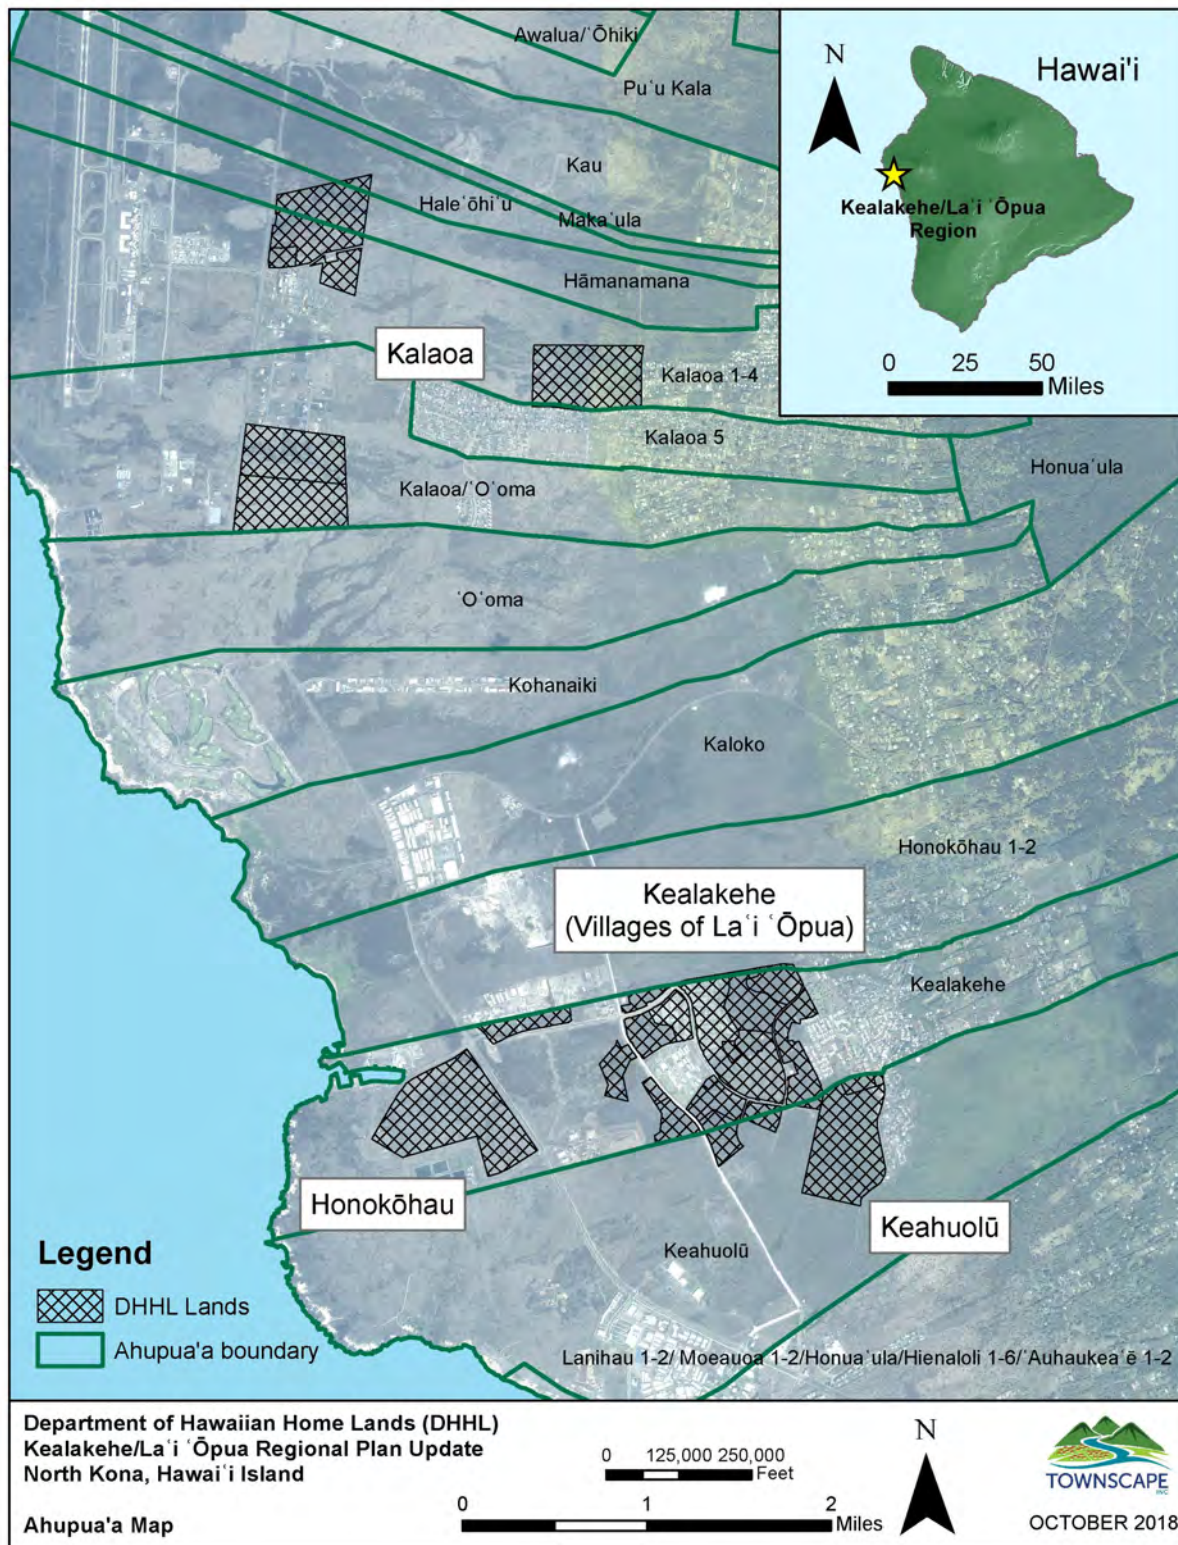 Awalua/ʻŌhiki
Puʻu Kala
Kau
Haleʻōhiʻu
Makaʻula
Hāmanamana
Kalaoa
Kalaoa 1-4
Kalaoa 5
Kalaoa/ʻOʻoma
Honuaʻula
ʻOʻoma
Kohanaiki
Kaloko
Honokōhau 1-2
Kealakehe
(Villages of Laʻi ʻŌpua)
Kealakehe
Honokōhau
Keahuolū
Keahuolū
Lanihau 1-2/ Moeauoa 1-2/Honuaʻula/Hienaloli 1-6/ʻAuhaukeaʻē 1-2
N
Hawai'i
Kealakehe/Laʻi ʻŌpua
Region
0 25 50
Miles
Legend
DHHL Lands
Ahupua'a boundary
Department of Hawaiian Home Lands (DHHL)
Kealakehe/Laʻi ʻŌpua Regional Plan Update
North Kona, Hawaiʻi Island
Ahupua'a Map
0 125,000 250,000
Feet
0 1 2
Miles
N
TOWNSCAPE
INC
OCTOBER 2018